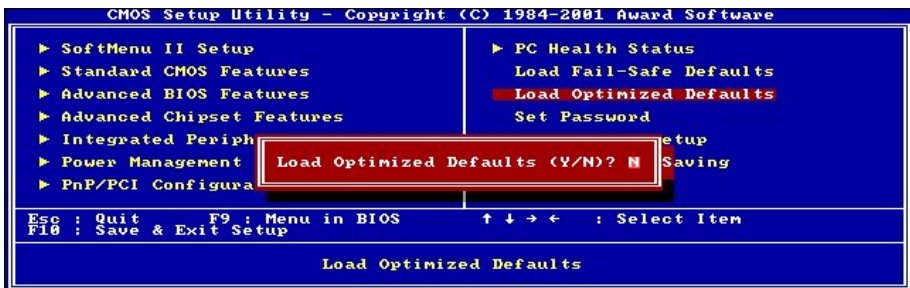 CMOS Setup Utility - Copyright (C) 1984-2001 Award Software
SoftMenu II Setup
Standard CMOS Features
Advanced BIOS Features
Advanced Chipset Features
Integrated Periph
Power Management
PnP/PCI Configura
PC Health Status
Load Fail-Safe Defaults
Load Optimized Defaults
Set Password
etup
Saving
Load Optimized Defaults (Y/N)? N
Esc : Quit F9 : Menu in BIOS ↑ ↓ → ← : Select Item
F10 : Save & Exit Setup
Load Optimized Defaults